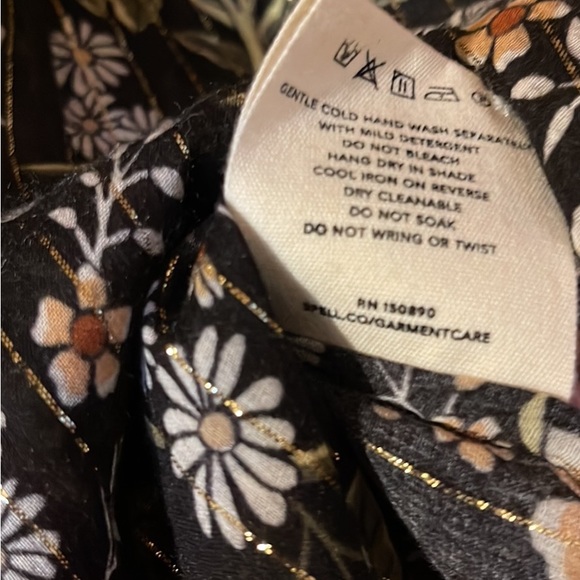 GENTLE COLD HAND WASH SEPARATELY
WITH MILD DETERGENT
DO NOT BLEACH
HANG DRY IN SHADE
COOL IRON ON REVERSE
DRY CLEANABLE
DO NOT SOAK
DO NOT WRING OR TWIST
RN 150890
SPELL.CO/GARMENTCARE